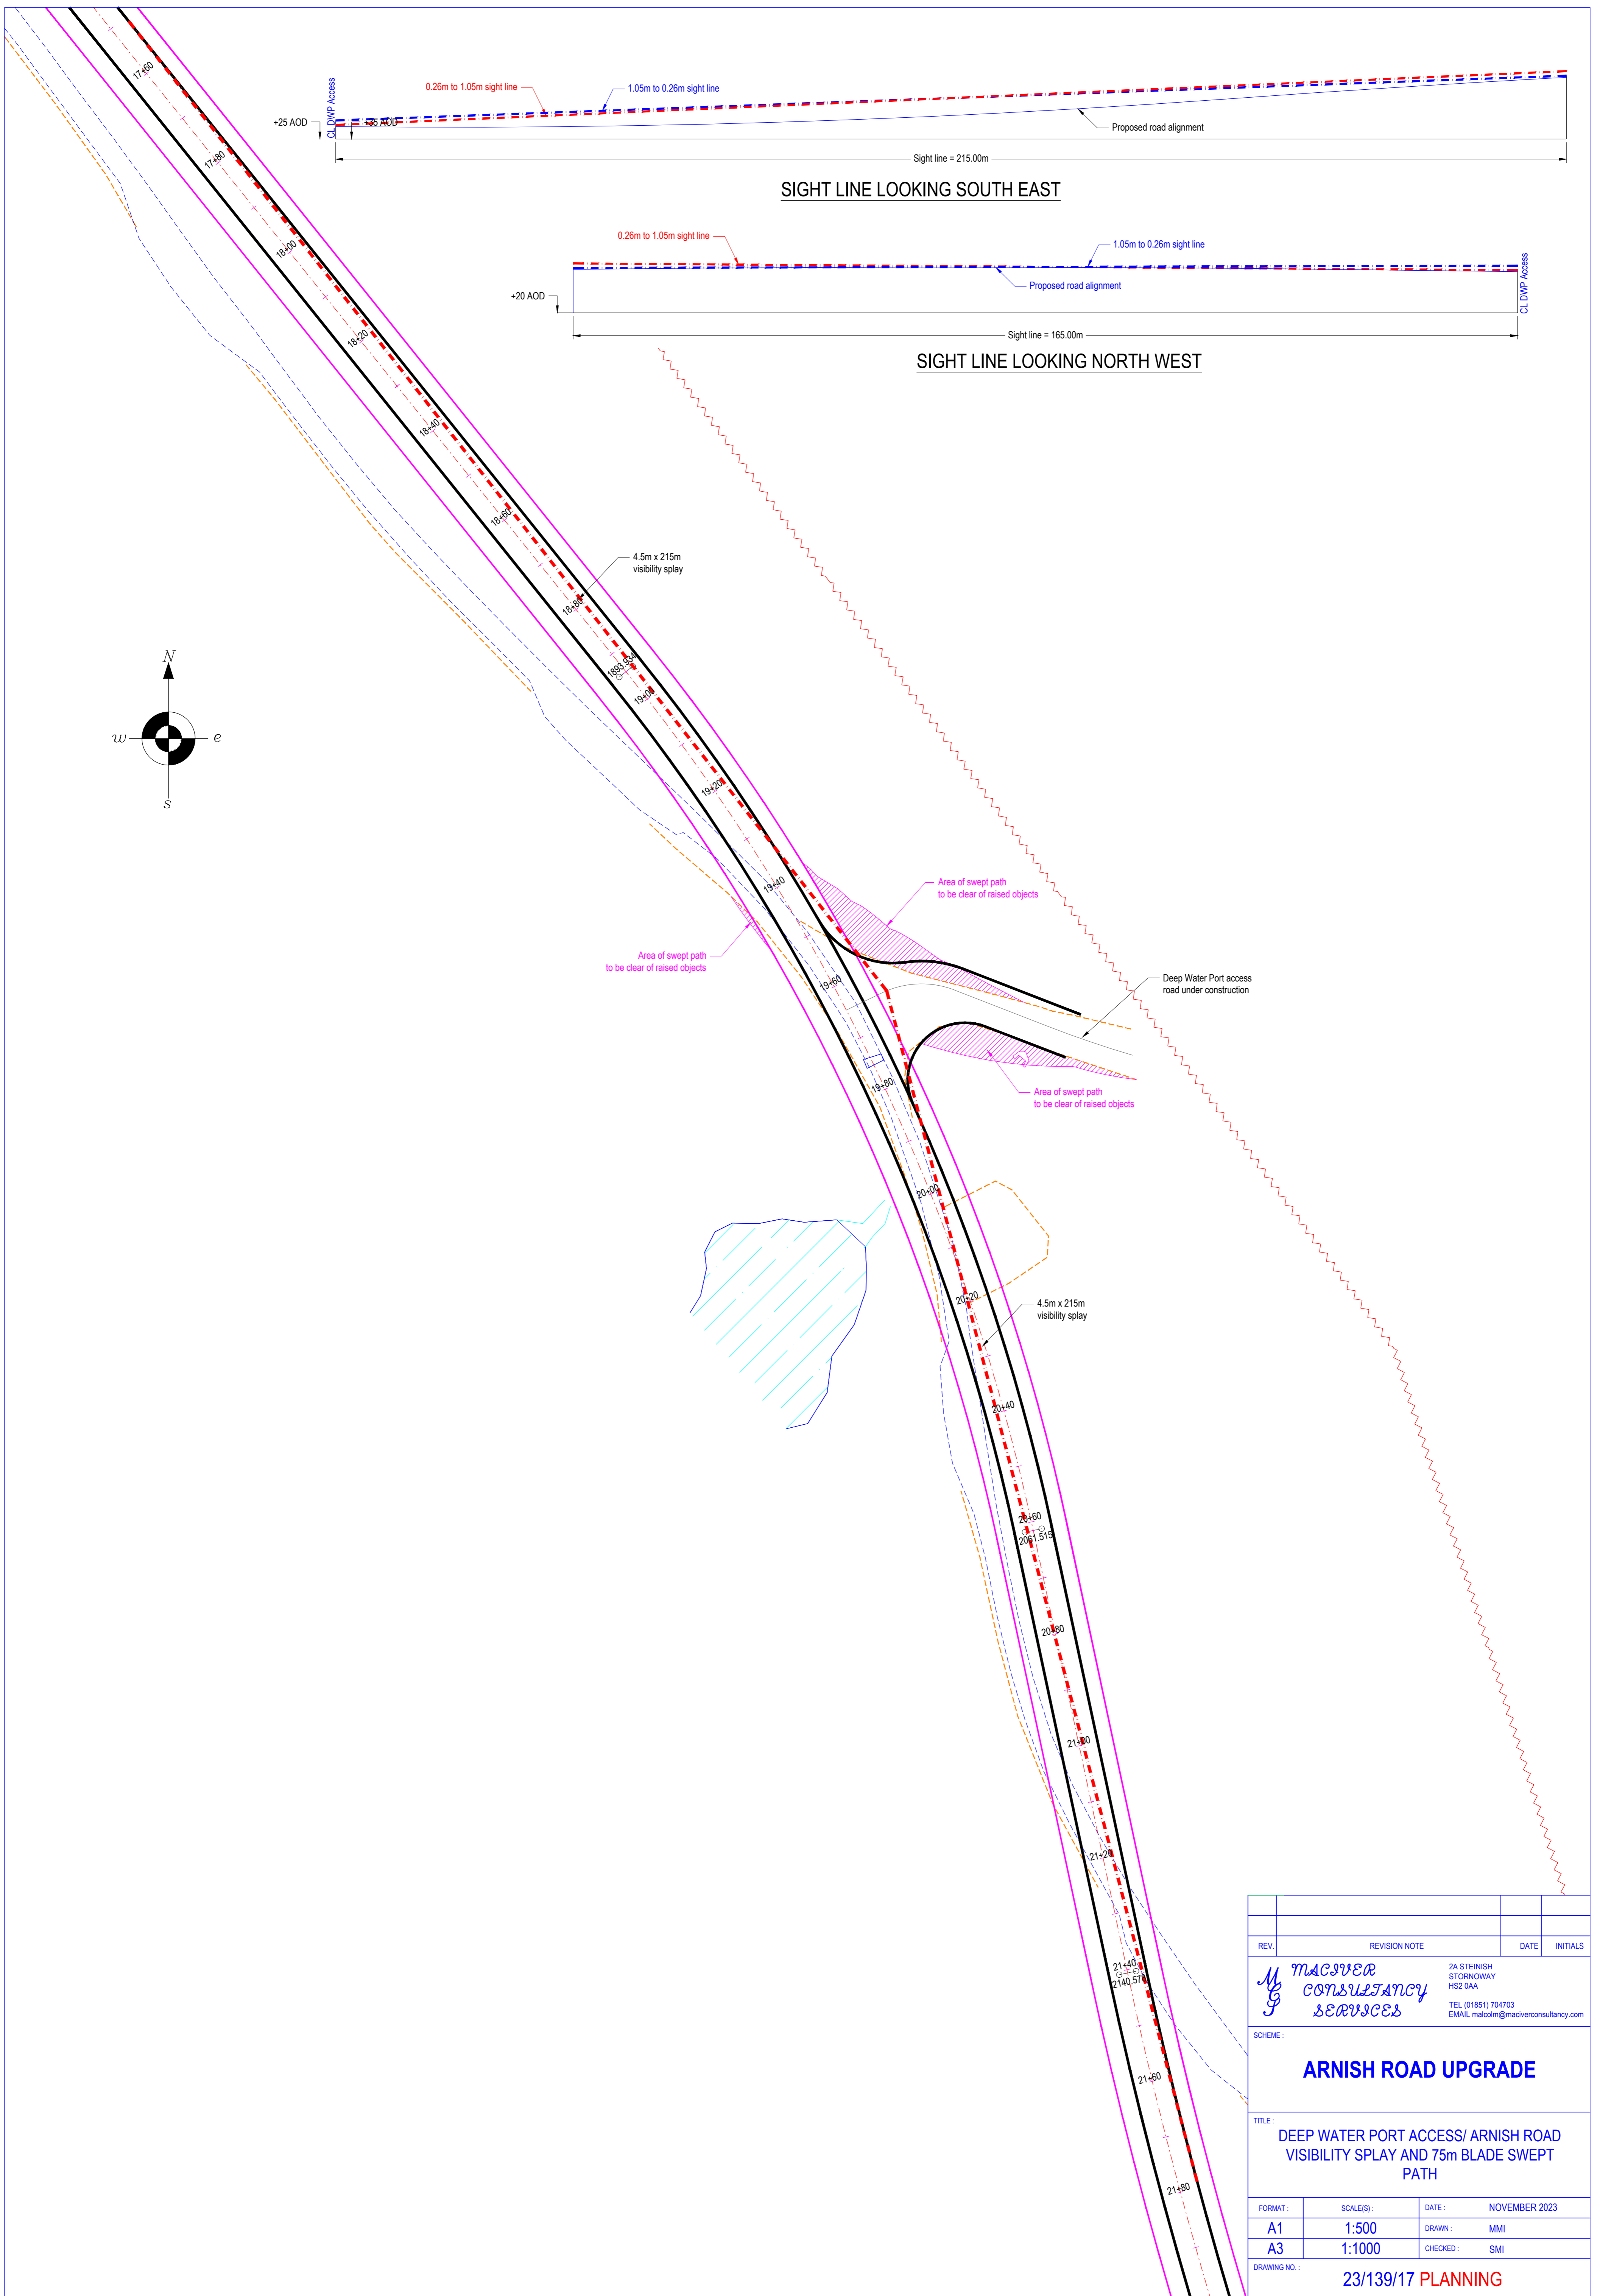 0.26m to 1.05m sight line
1.05m to 0.26m sight line
CL DWP Access
+25 AOD
+35 AOD
Proposed road alignment
Sight line = 215.00m
SIGHT LINE LOOKING SOUTH EAST
0.26m to 1.05m sight line
1.05m to 0.26m sight line
CL DWP Access
Proposed road alignment
+20 AOD
Sight line = 165.00m
SIGHT LINE LOOKING NORTH WEST
17+60
17+80
18+00
18+20
18+40
18+60
4.5m x 215m
visibility splay
18+80
1893.934
19+00
N
w
e
s
19+20
19+40
Area of swept path
to be clear of raised objects
Area of swept path
to be clear of raised objects
19+60
Deep Water Port access
road under construction
19+80
Area of swept path
to be clear of raised objects
20+00
20+20
4.5m x 215m
visibility splay
20+40
20+60
2061.515
20+80
21+00
21+20
21+40
2140.578
21+60
21+80
REV.
REVISION NOTE
DATE
INITIALS
MCS
MACIVER
CONSULTANCY
SERVICES
2A STEINISH
STORNOWAY
HS2 0AA
TEL (01851) 704703
EMAIL malcolm@maciverconsultancy.com
SCHEME :
ARNISH ROAD UPGRADE
TITLE :
DEEP WATER PORT ACCESS/ ARNISH ROAD
VISIBILITY SPLAY AND 75m BLADE SWEPT
PATH
FORMAT :
SCALE(S) :
DATE :
NOVEMBER 2023
A1
1:500
DRAWN :
MMI
A3
1:1000
CHECKED :
SMI
DRAWING NO. :
23/139/17 PLANNING